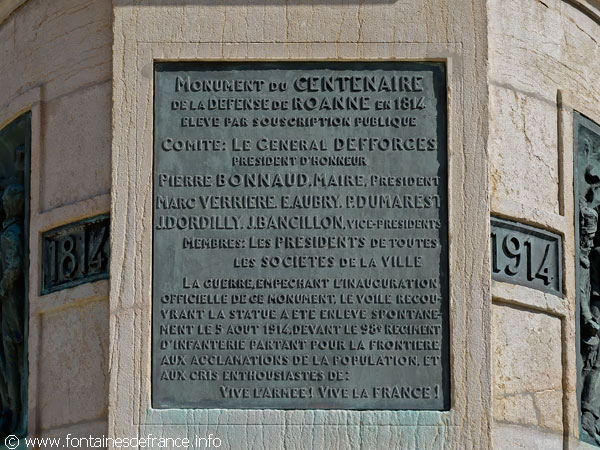 MONUMENT DU CENTENAIRE
DE LA DEFENSE DE ROANNE EN 1814
ELEVE PAR SOUSCRIPTION PUBLIQUE
COMITE: LE GENERAL DEFFORGES
PRESIDENT D'HONNEUR
PIERRE BONNAUD, MAIRE, PRESIDENT
MARC VERRIERE. E.AUBRY. P.DUMAREST
J.DORDILLY. J.BANCILLON, VICE-PRESIDENTS
MEMBRES: LES PRESIDENTS DE TOUTES
LES SOCIETES DE LA VILLE
LA GUERRE, EMPECHANT L'INAUGURATION
OFFICIELLE DE CE MONUMENT, LE VOILE RECOU-
VRANT LA STATUE A ETE ENLEVE SPONTANE-
MENT LE 5 AOUT 1914, DEVANT LE 98e REGIMENT
D'INFANTERIE PARTANT POUR LA FRONTIERE
AUX ACCLAMATIONS DE LA POPULATION, ET
AUX CRIS ENTHOUSIASTES DE:
VIVE L'ARMEE! VIVE LA FRANCE!
1814
1914
© www.fontainesdefrance.info